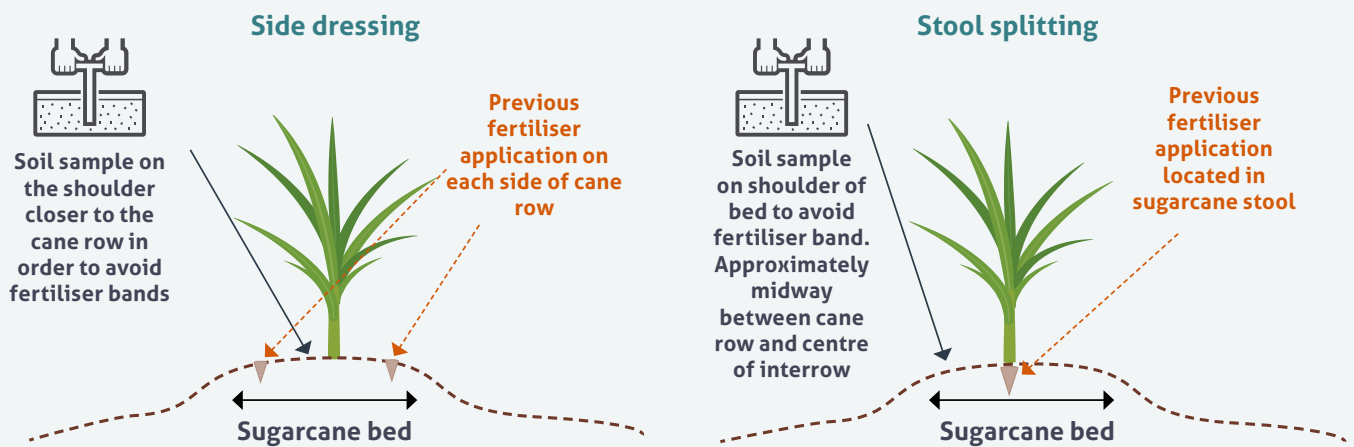 Side dressing
Soil sample on
the shoulder
closer to the
cane row in
order to avoid
fertiliser bands
Previous
fertiliser
application on
each side of cane
row
Sugarcane bed
Stool splitting
Soil sample
on shoulder of
bed to avoid
fertiliser band.
Approximately
midway
between cane
row and centre
of interrow
Previous
fertiliser
application
located in
sugarcane stool
Sugarcane bed